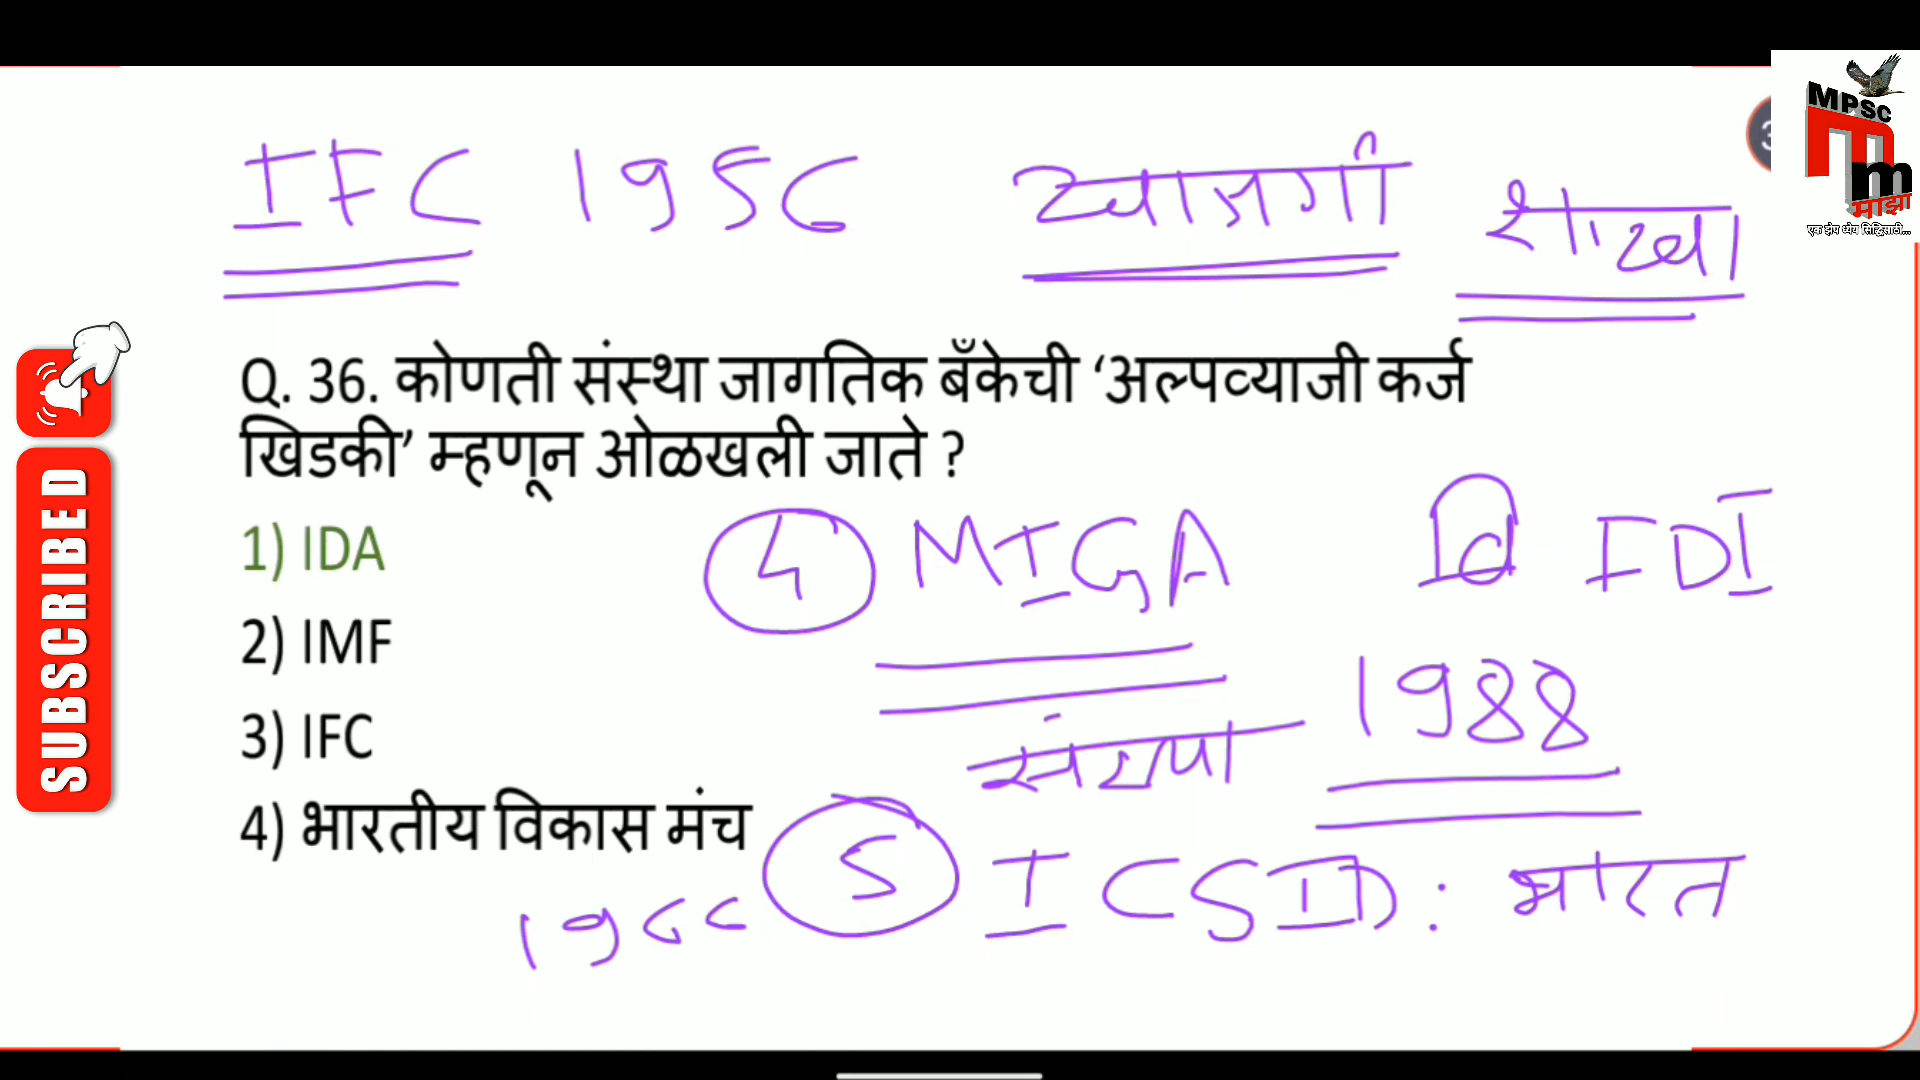 MPSC
माझा
एक झेप ध्येय सिद्धिसाठी...
IFC 1956 खाजगी शाखा
Q. 36. कोणती संस्था जागतिक बँकेची ‘अल्पव्याजी कर्ज
खिडकी’ म्हणून ओळखली जाते ?
1) IDA
2) IMF
3) IFC
4) भारतीय विकास मंच
4 MIGA FDI
1988
5 ICSID: भारत
1966
SUBSCRIBED